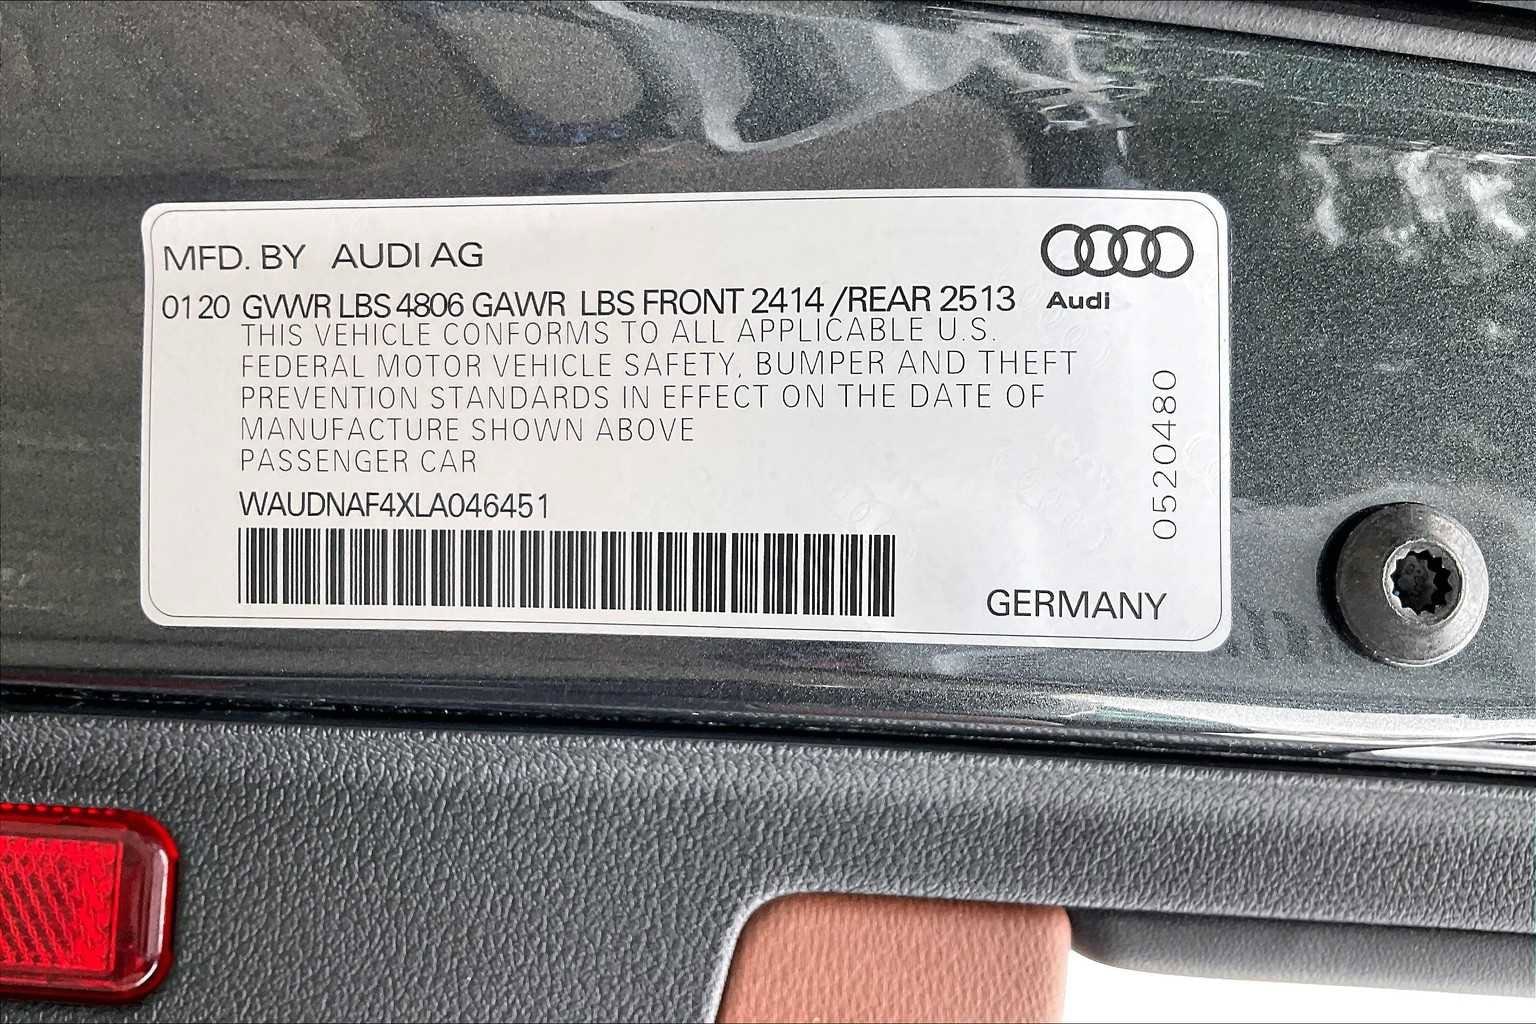 MFD. BY AUDI AG
0120 GVWR LBS 4806 GAWR LBS FRONT 2414 /REAR 2513
Audi
THIS VEHICLE CONFORMS TO ALL APPLICABLE U.S.
FEDERAL MOTOR VEHICLE SAFETY, BUMPER AND THEFT
PREVENTION STANDARDS IN EFFECT ON THE DATE OF
MANUFACTURE SHOWN ABOVE
PASSENGER CAR
WAUDNAF4XLA046451
0520480
GERMANY